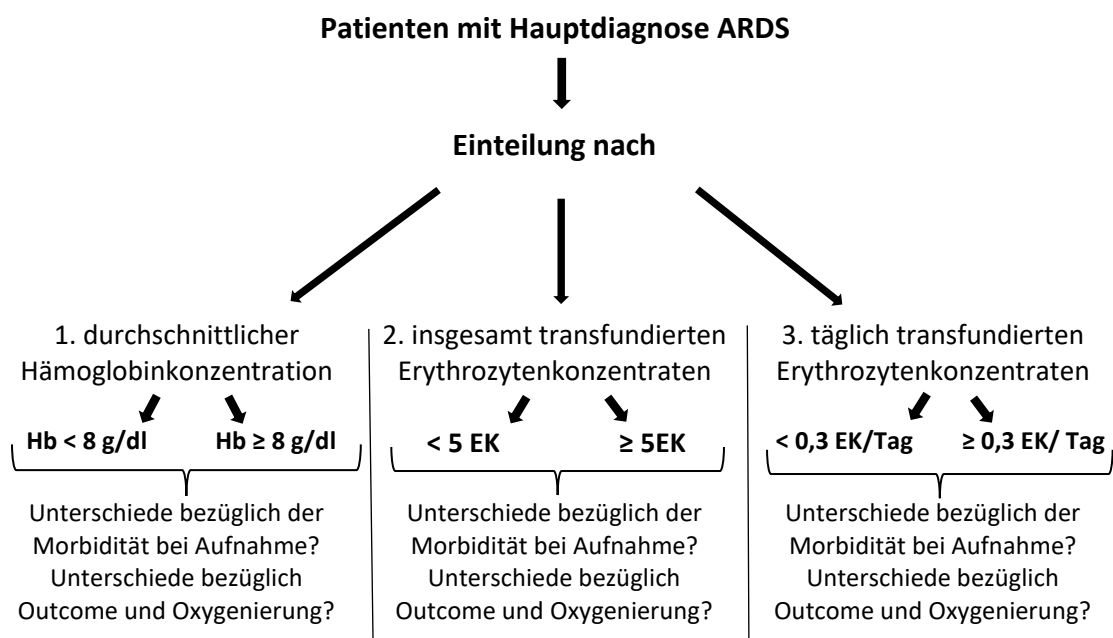 Patienten mit Hauptdiagnose ARDS
Einteilung nach
1. durchschnittlicher
Hämoglobinkonzentration
Hb < 8 g/dl
Hb ≥ 8 g/dl
Unterschiede bezüglich der
Morbidität bei Aufnahme?
Unterschiede bezüglich
Outcome und Oxygenierung?
2. insgesamt transfundierten
Erythrozytenkonzentraten
< 5 EK
≥ 5EK
Unterschiede bezüglich der
Morbidität bei Aufnahme?
Unterschiede bezüglich
Outcome und Oxygenierung?
3. täglich transfundierten
Erythrozytenkonzentraten
< 0,3 EK/Tag
≥ 0,3 EK/ Tag
Unterschiede bezüglich der
Morbidität bei Aufnahme?
Unterschiede bezüglich
Outcome und Oxygenierung?